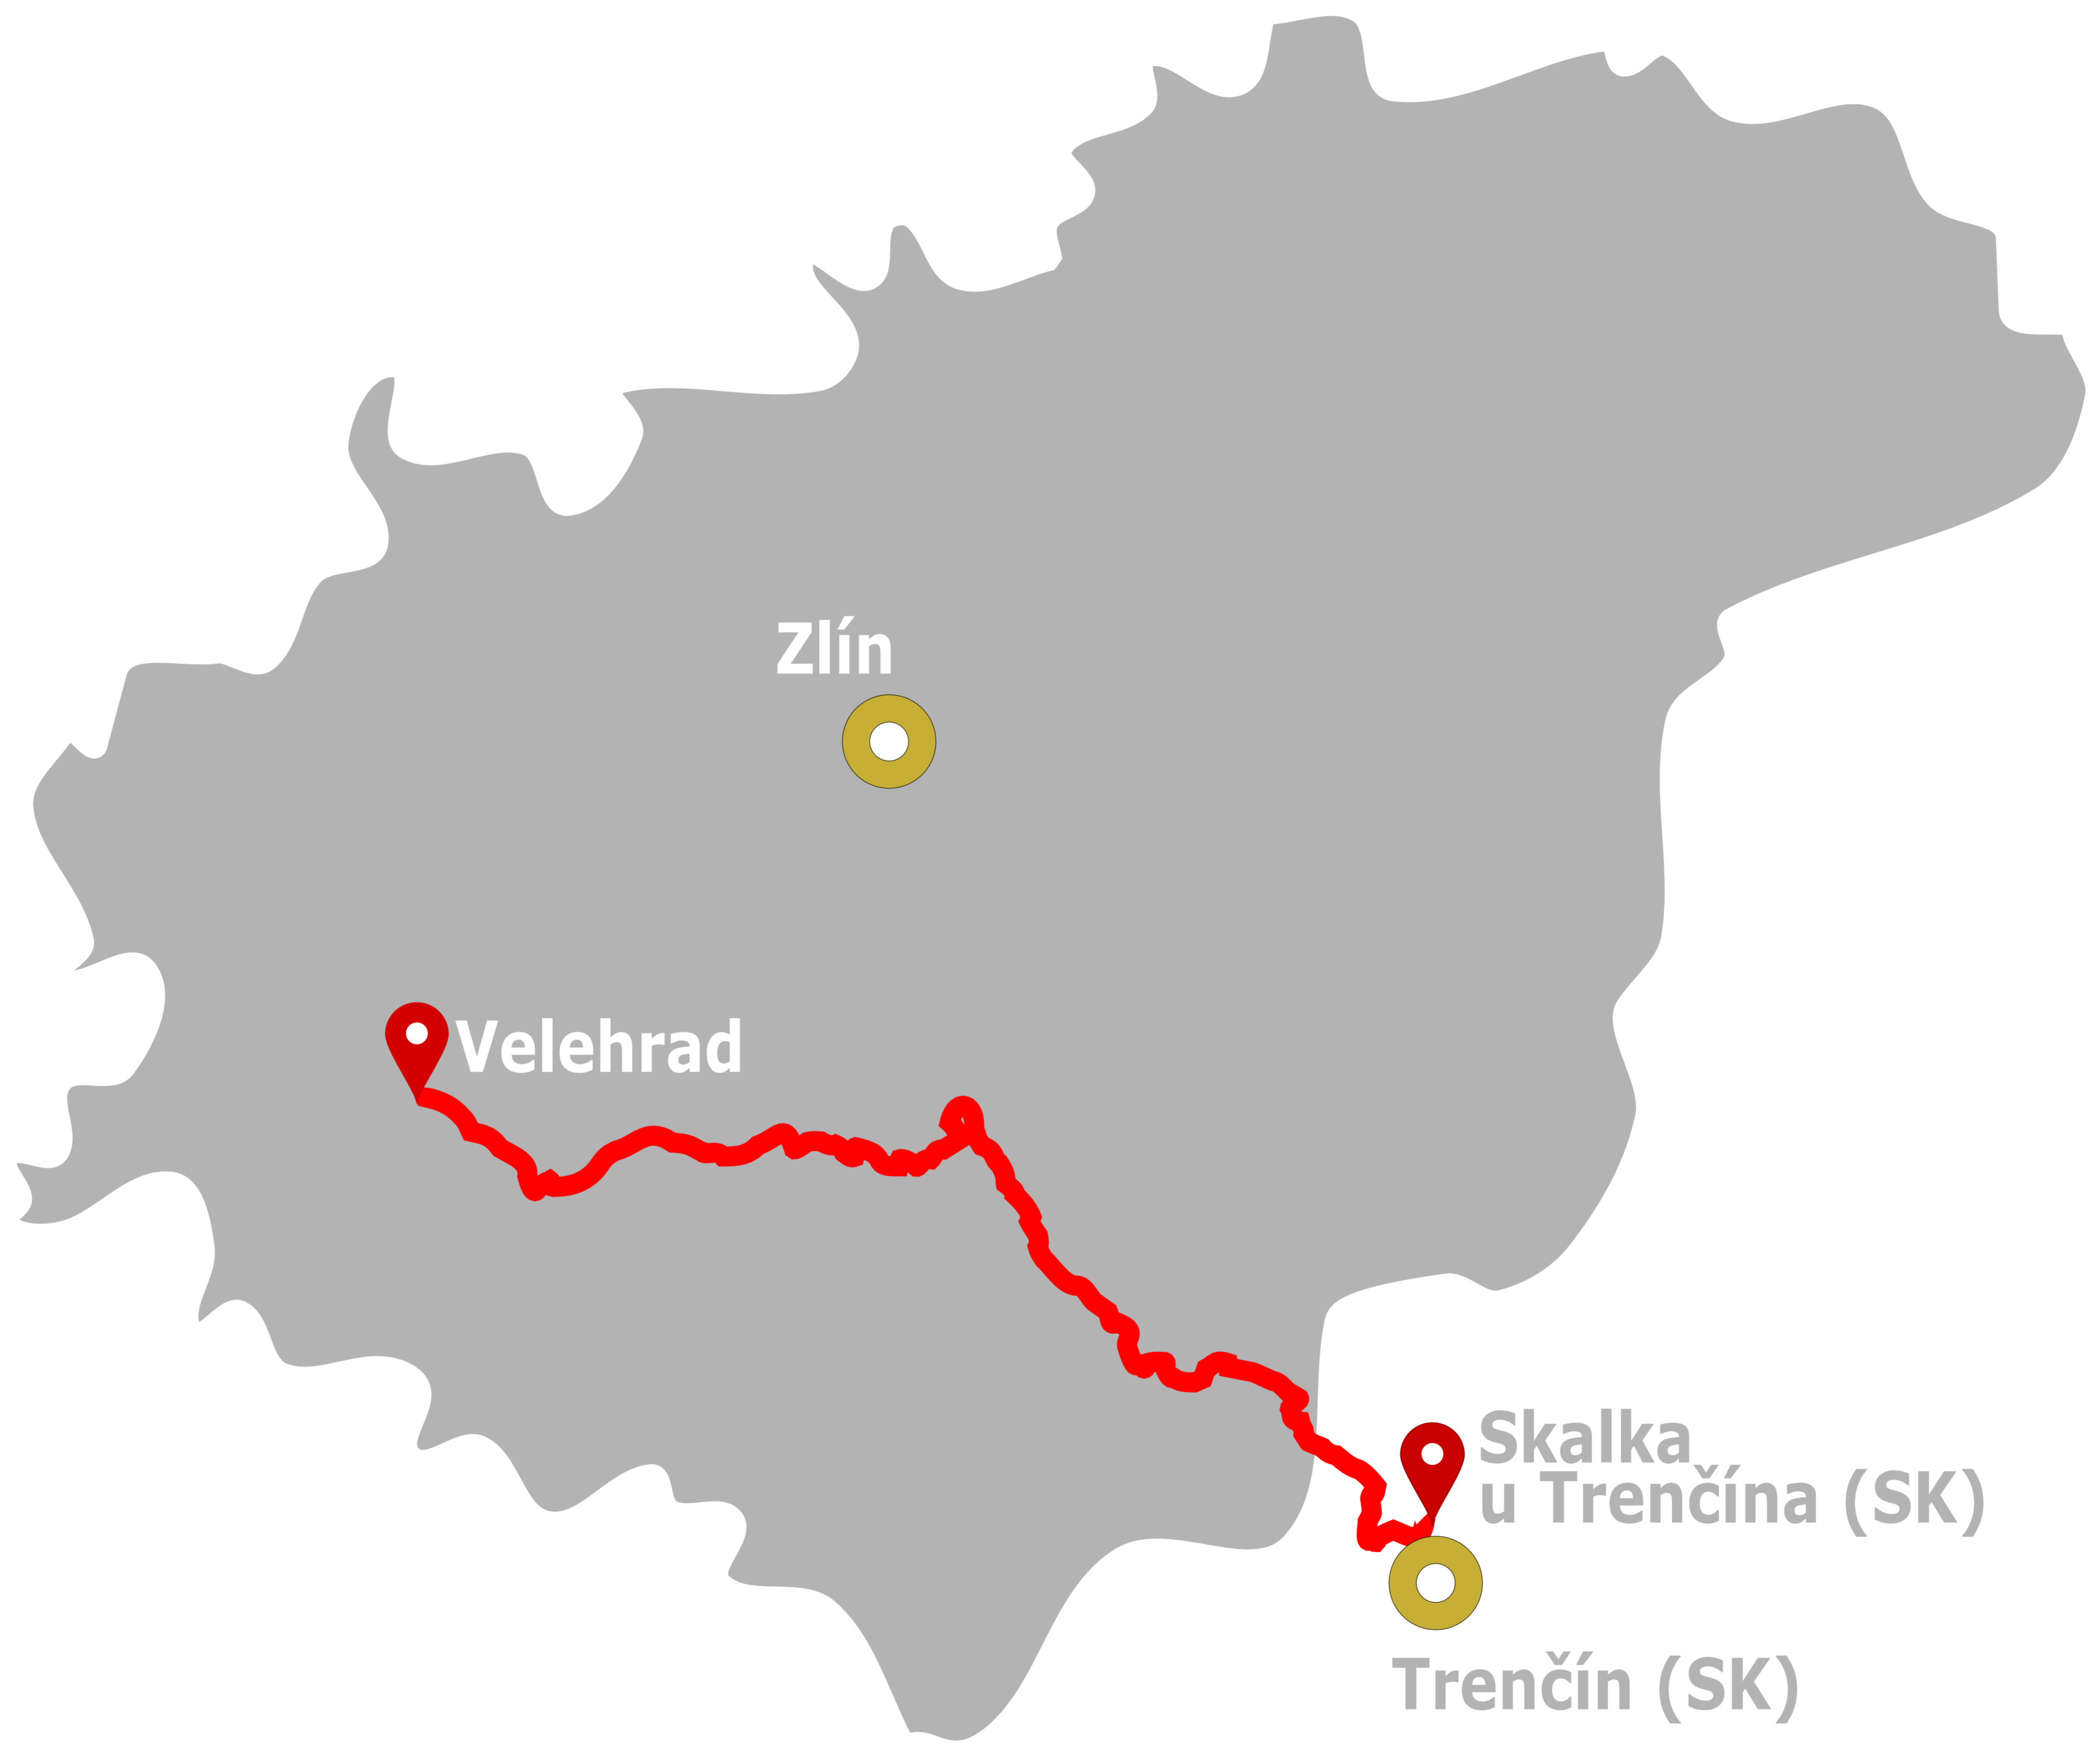 Zlín
Velehrad
Skalka
u Trenčína (SK)
Trenčín (SK)